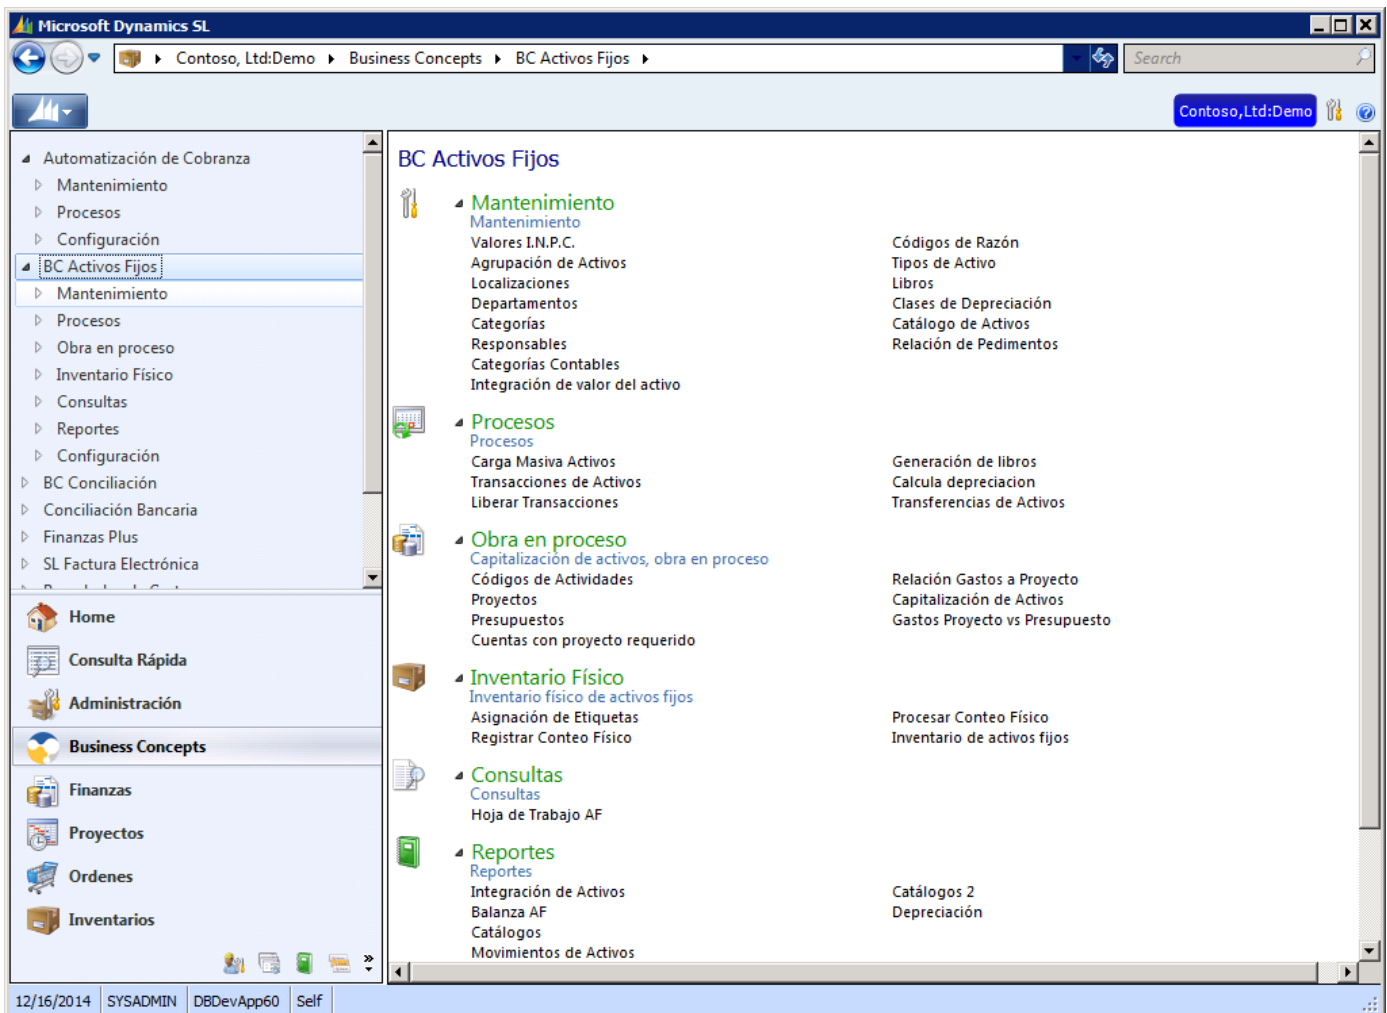 Microsoft Dynamics SL
Contoso, Ltd:Demo Business Concepts BC Activos Fijos
Search
Contoso,Ltd:Demo
Automatización de Cobranza
Mantenimiento
Procesos
Configuración
BC Activos Fijos
Mantenimiento
Procesos
Obra en proceso
Inventario Físico
Consultas
Reportes
Configuración
BC Conciliación
Conciliación Bancaria
Finanzas Plus
SL Factura Electrónica
Home
Consulta Rápida
Administración
Business Concepts
Finanzas
Proyectos
Ordenes
Inventarios
BC Activos Fijos
Mantenimiento
Mantenimiento
Valores I.N.P.C. Códigos de Razón
Agrupación de Activos Tipos de Activo
Localizaciones Libros
Departamentos Clases de Depreciación
Categorías Catálogo de Activos
Responsables Relación de Pedimentos
Categorías Contables
Integración de valor del activo
Procesos
Procesos
Carga Masiva Activos Generación de libros
Transacciones de Activos Calcula depreciacion
Liberar Transacciones Transferencias de Activos
Obra en proceso
Capitalización de activos, obra en proceso
Códigos de Actividades Relación Gastos a Proyecto
Proyectos Capitalización de Activos
Presupuestos Gastos Proyecto vs Presupuesto
Cuentas con proyecto requerido
Inventario Físico
Inventario físico de activos fijos
Asignación de Etiquetas Procesar Conteo Físico
Registrar Conteo Físico Inventario de activos fijos
Consultas
Consultas
Hoja de Trabajo AF
Reportes
Reportes
Integración de Activos Catálogos 2
Balanza AF Depreciación
Catálogos
Movimientos de Activos
12/16/2014 SYSADMIN DBDevApp60 Self